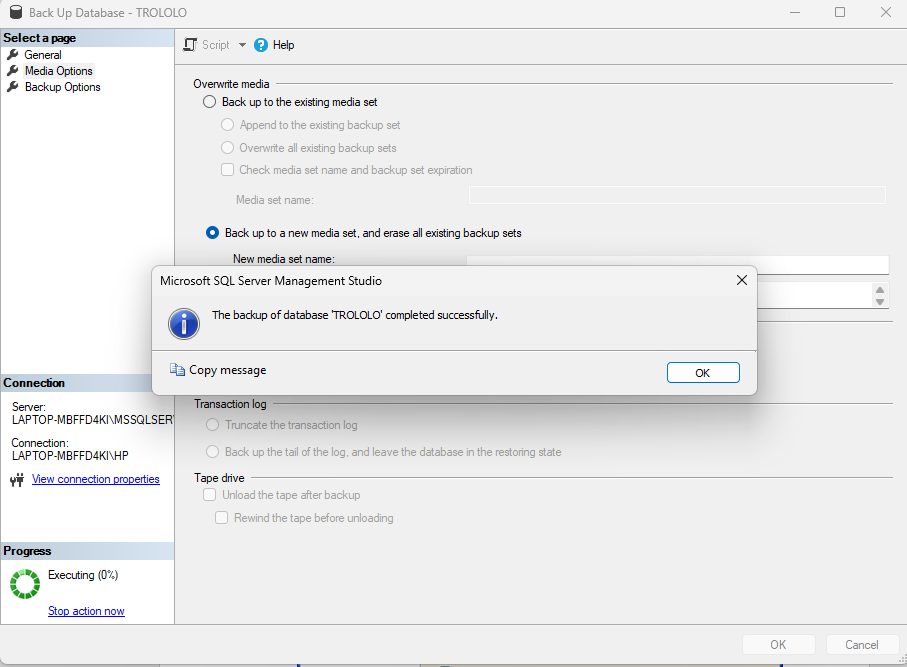 Back Up Database - TROLOLO
Select a page
General
Media Options
Backup Options
Script
Help
Overwrite media
Back up to the existing media set
Append to the existing backup set
Overwrite all existing backup sets
Check media set name and backup set expiration
Media set name:
Back up to a new media set, and erase all existing backup sets
New media set name:
Microsoft SQL Server Management Studio
The backup of database 'TROLOLO' completed successfully.
Copy message
OK
Transaction log
Truncate the transaction log
Back up the tail of the log, and leave the database in the restoring state
Tape drive
Unload the tape after backup
Rewind the tape before unloading
Connection
Server:
LAPTOP-MBFFD4KI\MSSQLSER
Connection:
LAPTOP-MBFFD4KI\HP
View connection properties
Progress
Executing (0%)
Stop action now
OK
Cancel